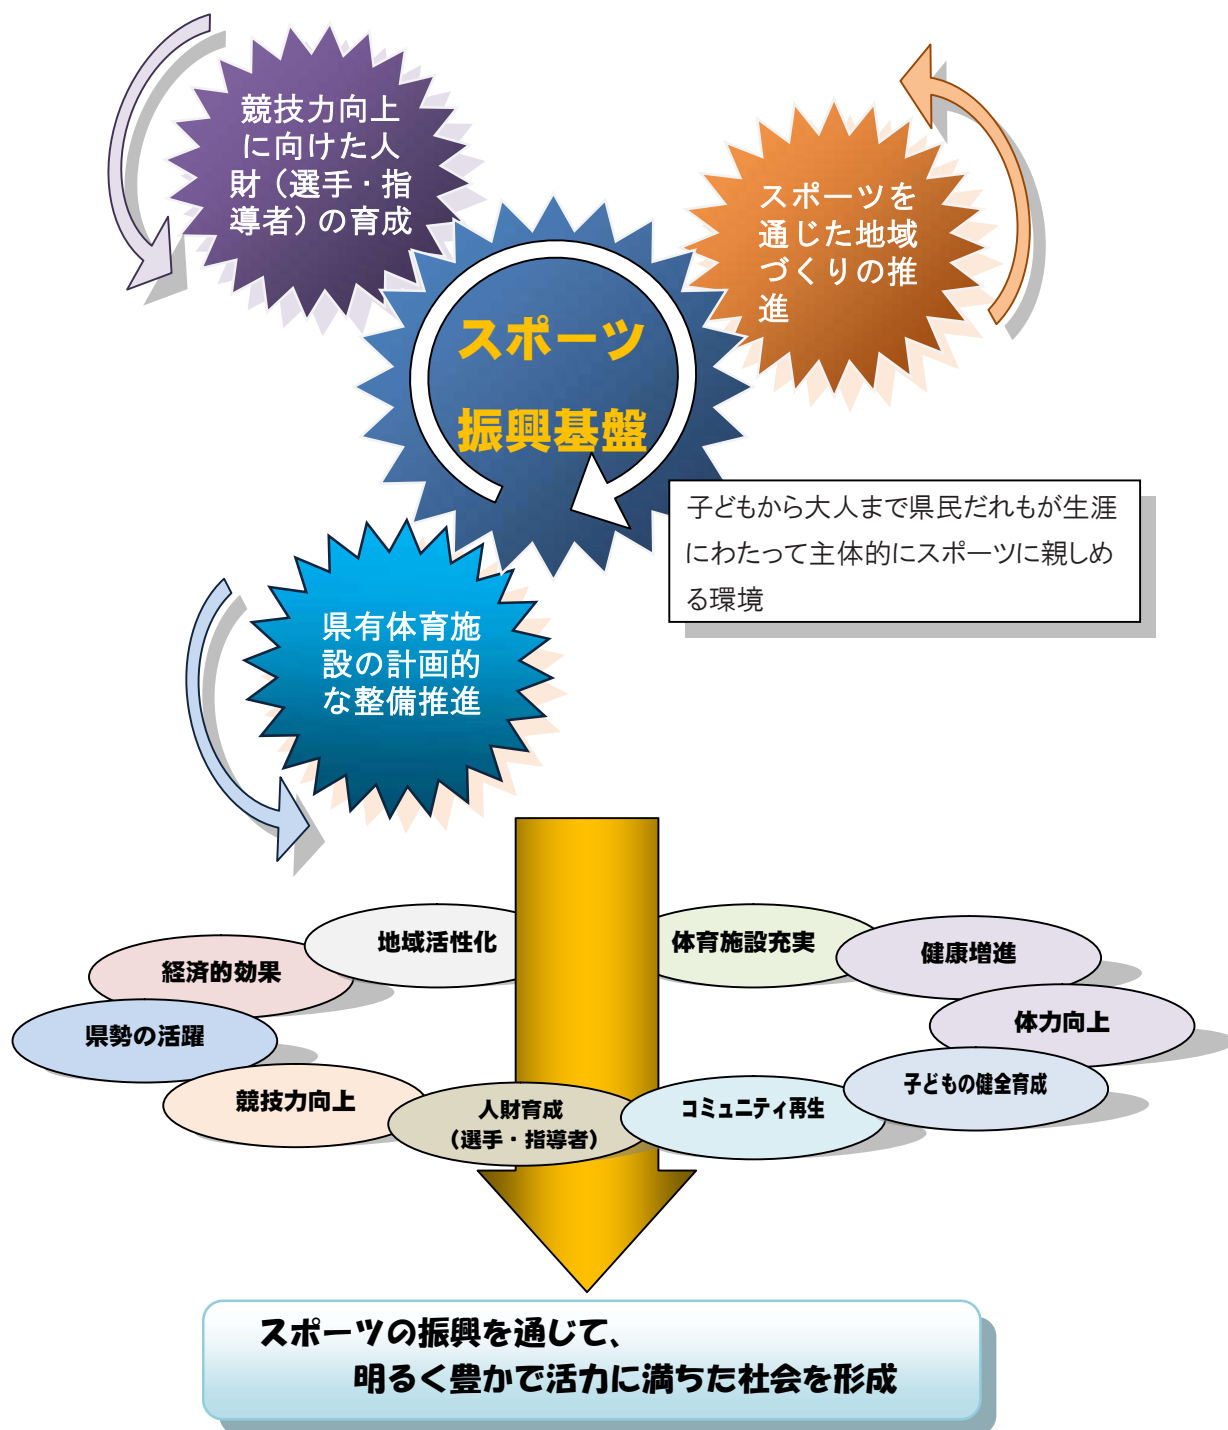 競技力向上
に向けた人
財（選手・指
導者）の育成
スポーツを
通じた地域
づくりの推
進
スポーツ
振興基盤
子どもから大人まで県民だれもが生涯
にわたって主体的にスポーツに親しめ
る環境
県有体育施
設の計画的
な整備推進
地域活性化
体育施設充実
健康増進
経済的効果
体力向上
県勢の活躍
子どもの健全育成
競技力向上
人財育成
（選手・指導者）
コミュニティ再生
スポーツの振興を通じて、
明るく豊かで活力に満ちた社会を形成